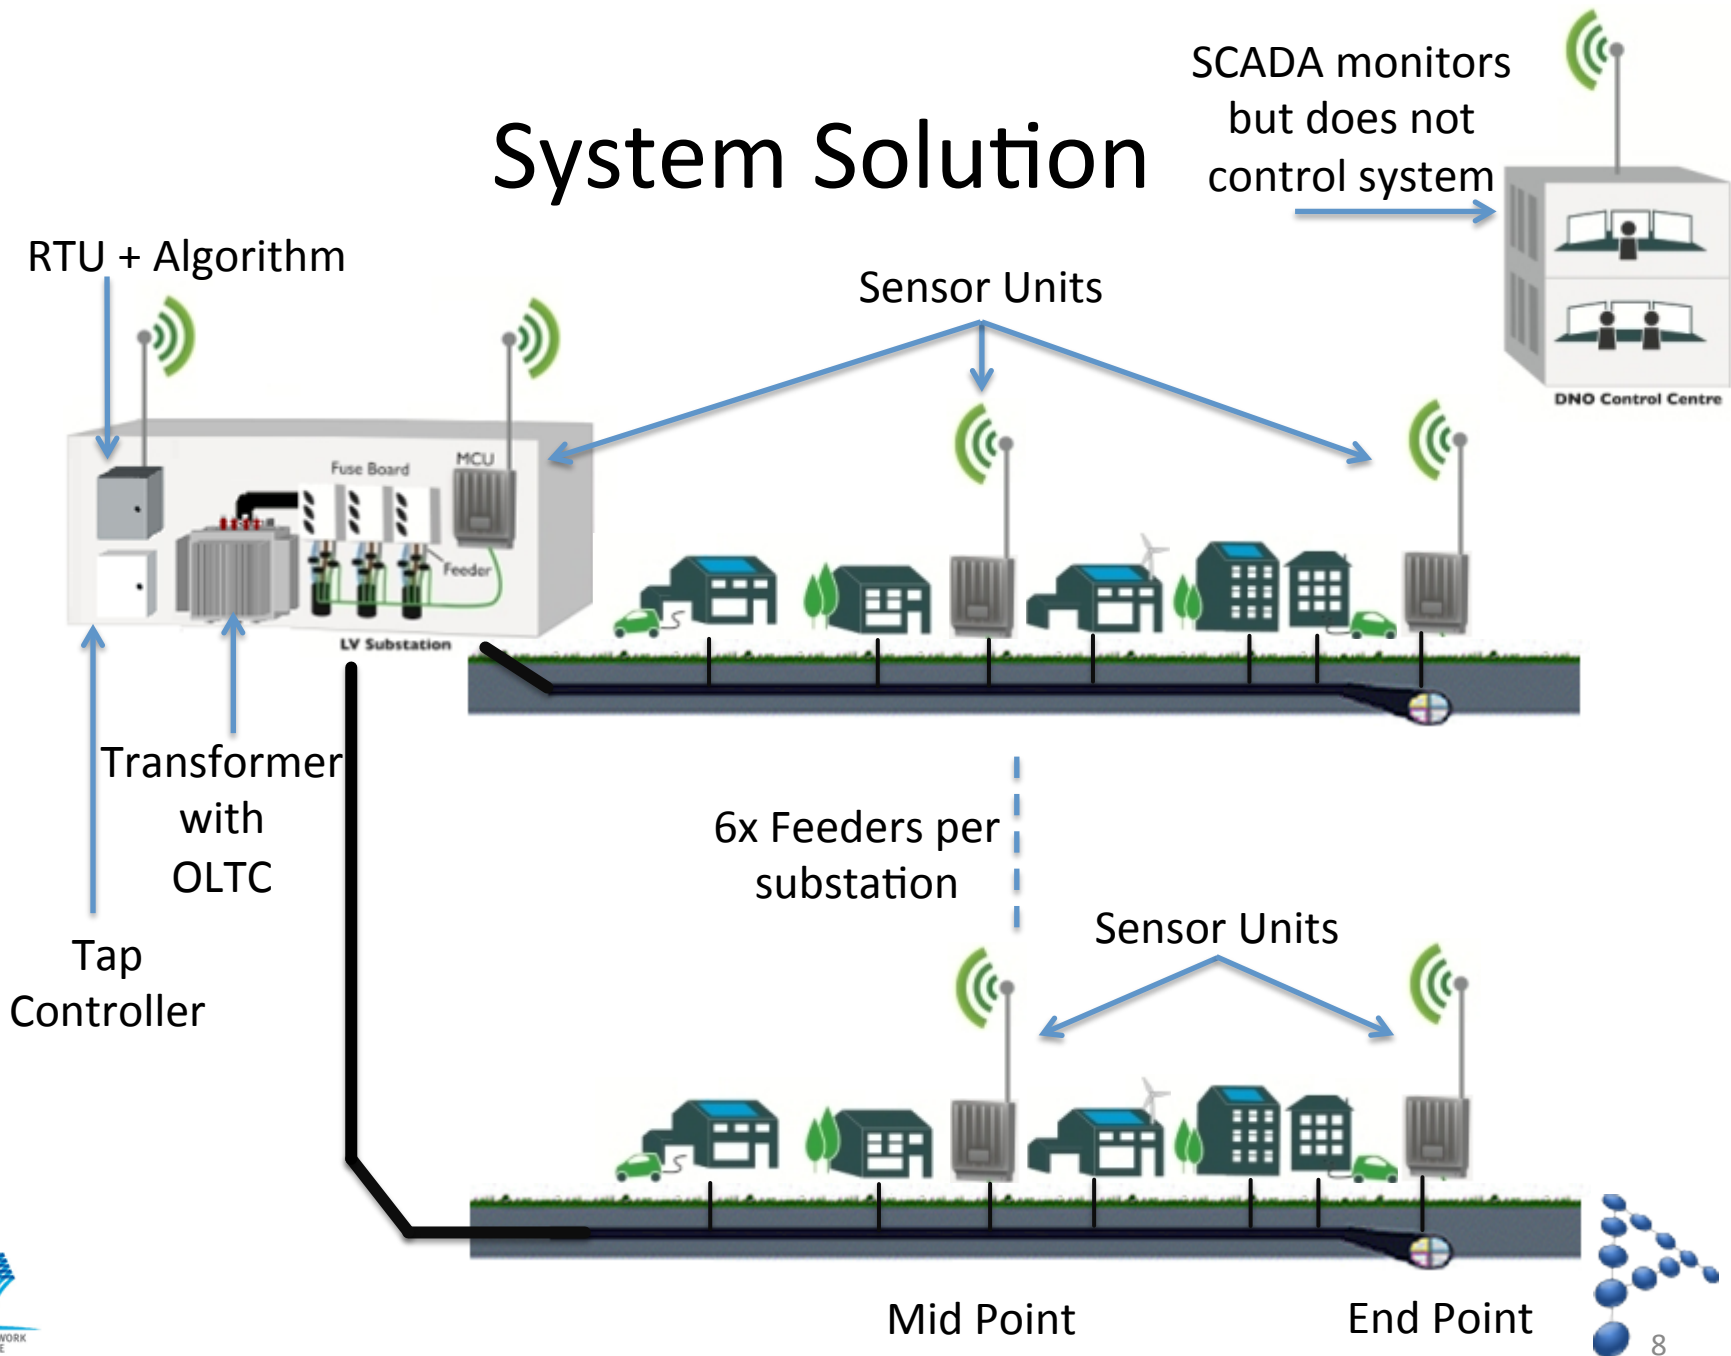 System Solution
SCADA monitors
but does not
control system
RTU + Algorithm
Sensor Units
DNO Control Centre
Fuse Board
MCU
Feeder
LV Substation
Transformer
with
OLTC
Tap
Controller
6x Feeders per
substation
Sensor Units
Mid Point
End Point
8